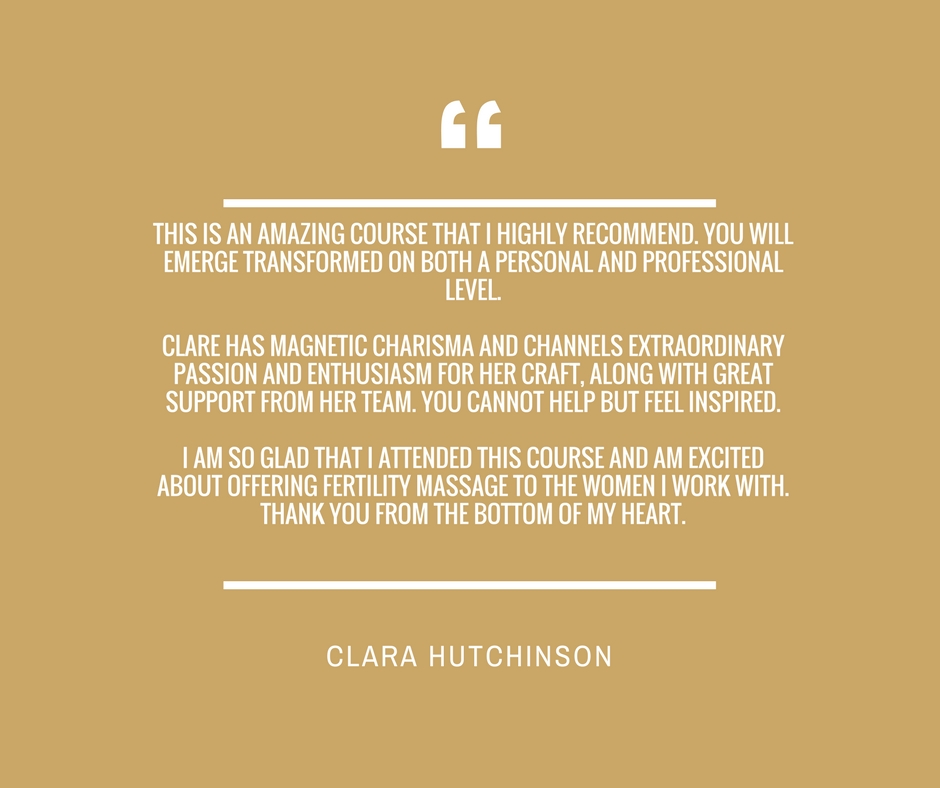 “
THIS IS AN AMAZING COURSE THAT I HIGHLY RECOMMEND. YOU WILL
EMERGE TRANSFORMED ON BOTH A PERSONAL AND PROFESSIONAL
LEVEL.
CLARE HAS MAGNETIC CHARISMA AND CHANNELS EXTRAORDINARY
PASSION AND ENTHUSIASM FOR HER CRAFT, ALONG WITH GREAT
SUPPORT FROM HER TEAM. YOU CANNOT HELP BUT FEEL INSPIRED.
I AM SO GLAD THAT I ATTENDED THIS COURSE AND AM EXCITED
ABOUT OFFERING FERTILITY MASSAGE TO THE WOMEN I WORK WITH.
THANK YOU FROM THE BOTTOM OF MY HEART.
CLARA HUTCHINSON